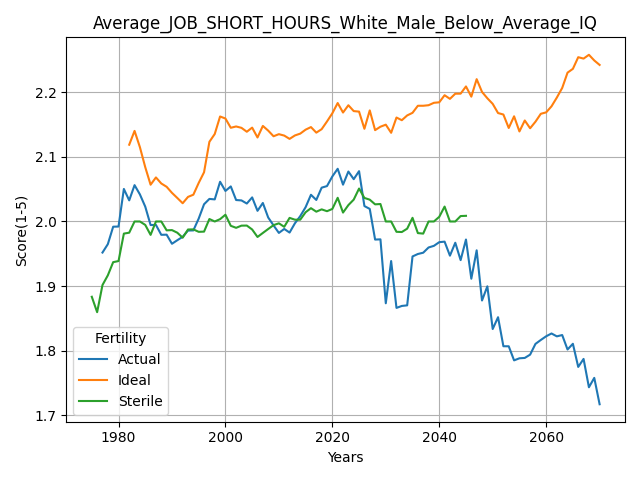 Average_JOB_SHORT_HOURS_White_Male_Below_Average_IQ
Score(1-5)
2.2
2.1
2.0
1.9
1.8
1.7
Fertility
Actual
Ideal
Sterile
1980
2000
2020
2040
2060
Years